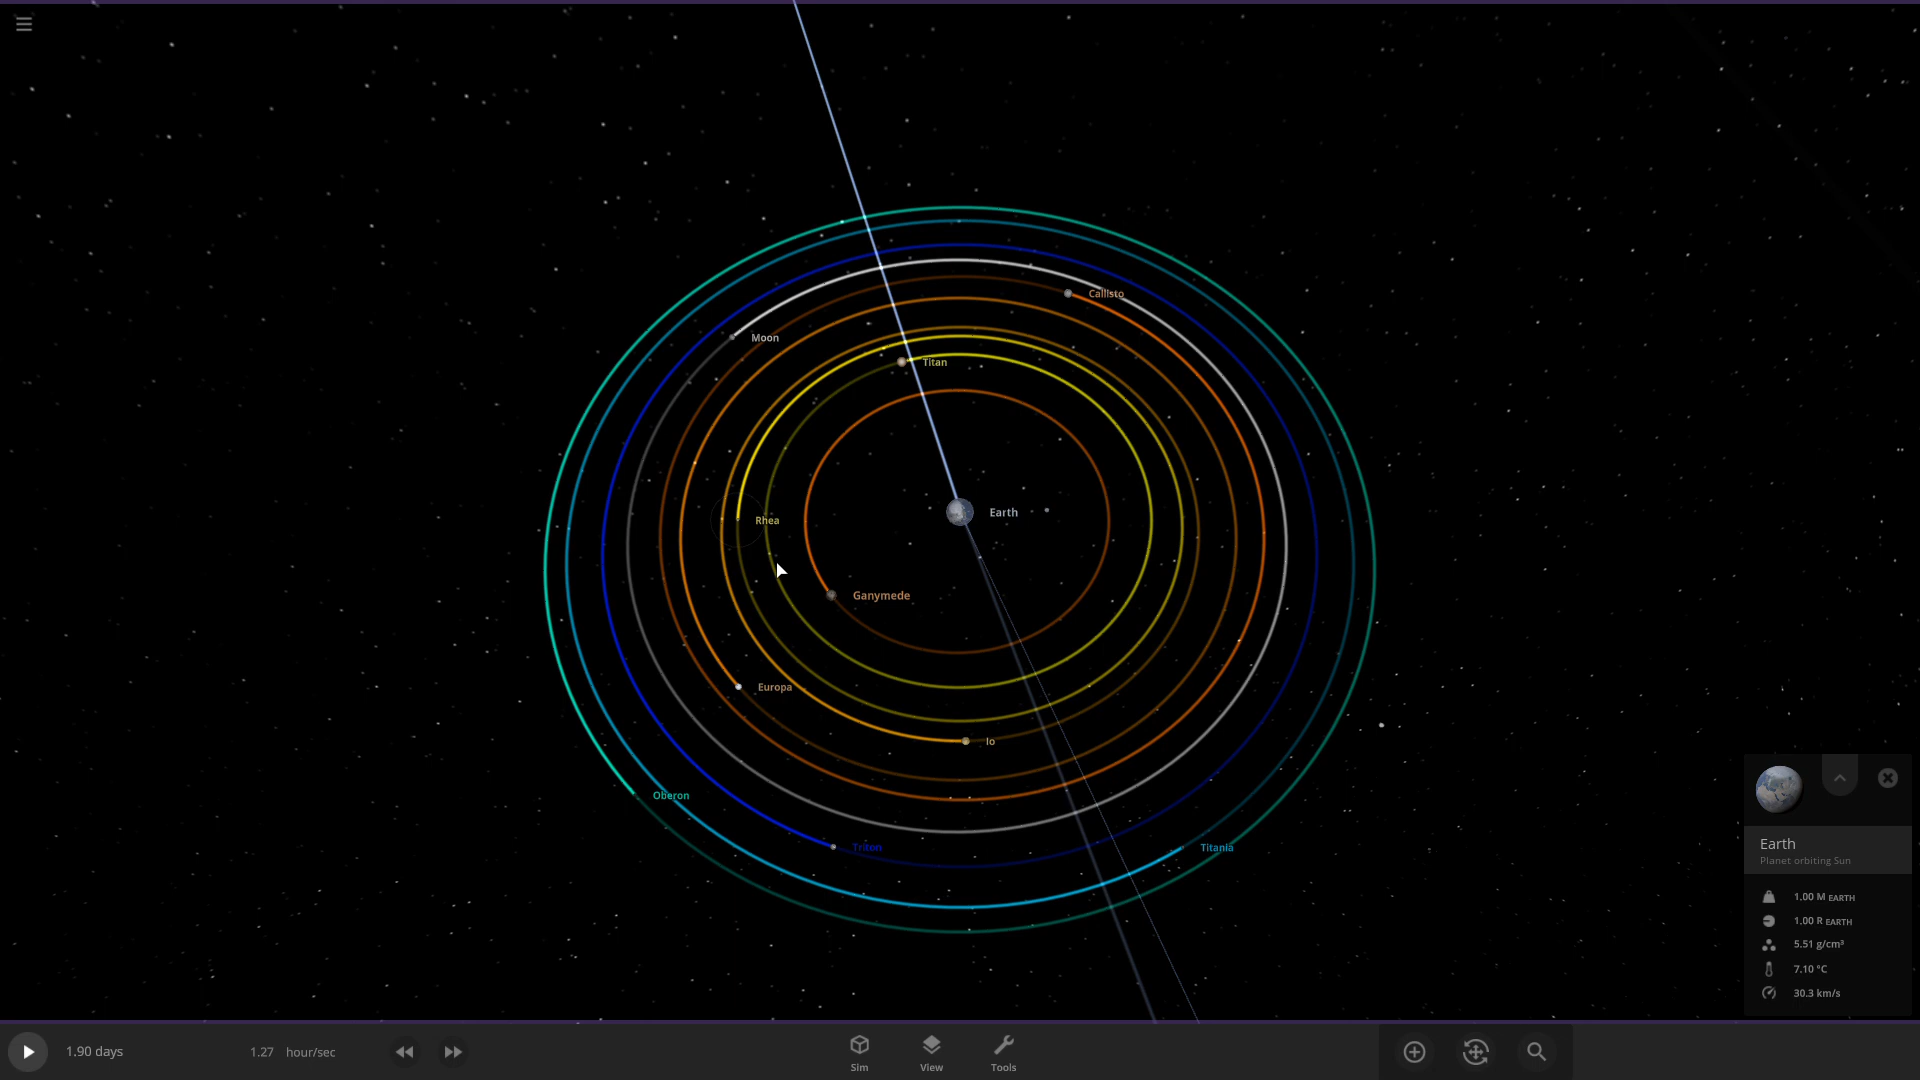 Callisto
Moon
Titan
Rhea
Earth
Ganymede
Europa
Io
Oberon
Triton
Titania
Earth
Planet orbiting Sun
1.00 M EARTH
1.00 R EARTH
5.51 g/cm³
7.10 °C
30.3 km/s
1.90 days
1.27 hour/sec
Sim
View
Tools